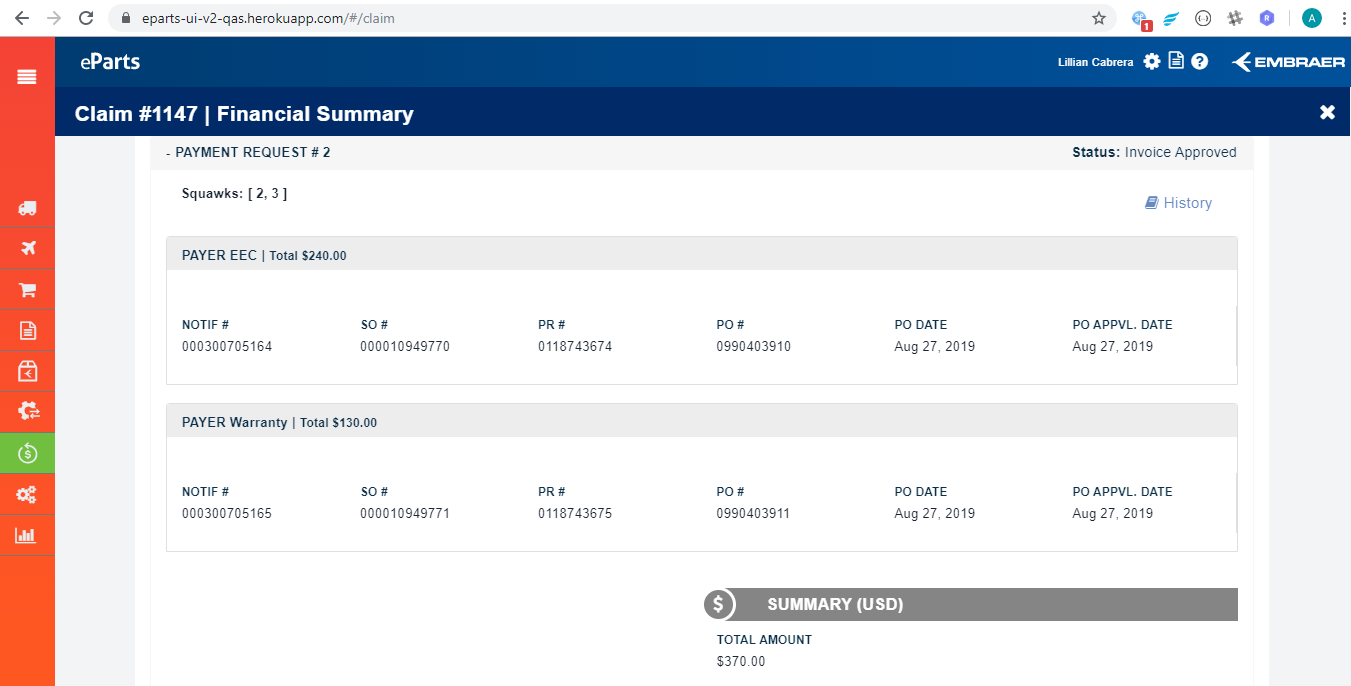 eparts-ui-v2-qas.herokuapp.com/#/claim
1
R
A
eParts
Lillian Cabrera
?
EMBRAER
Claim #1147 | Financial Summary
- PAYMENT REQUEST # 2
Status: Invoice Approved
Squawks: [ 2, 3 ]
History
PAYER EEC | Total $240.00
NOTIF # SO # PR # PO # PO DATE PO APPVL. DATE
000300705164 000010949770 0118743674 0990403910 Aug 27, 2019 Aug 27, 2019
PAYER Warranty | Total $130.00
NOTIF # SO # PR # PO # PO DATE PO APPVL. DATE
000300705165 000010949771 0118743675 0990403911 Aug 27, 2019 Aug 27, 2019
$ SUMMARY (USD)
TOTAL AMOUNT
$370.00